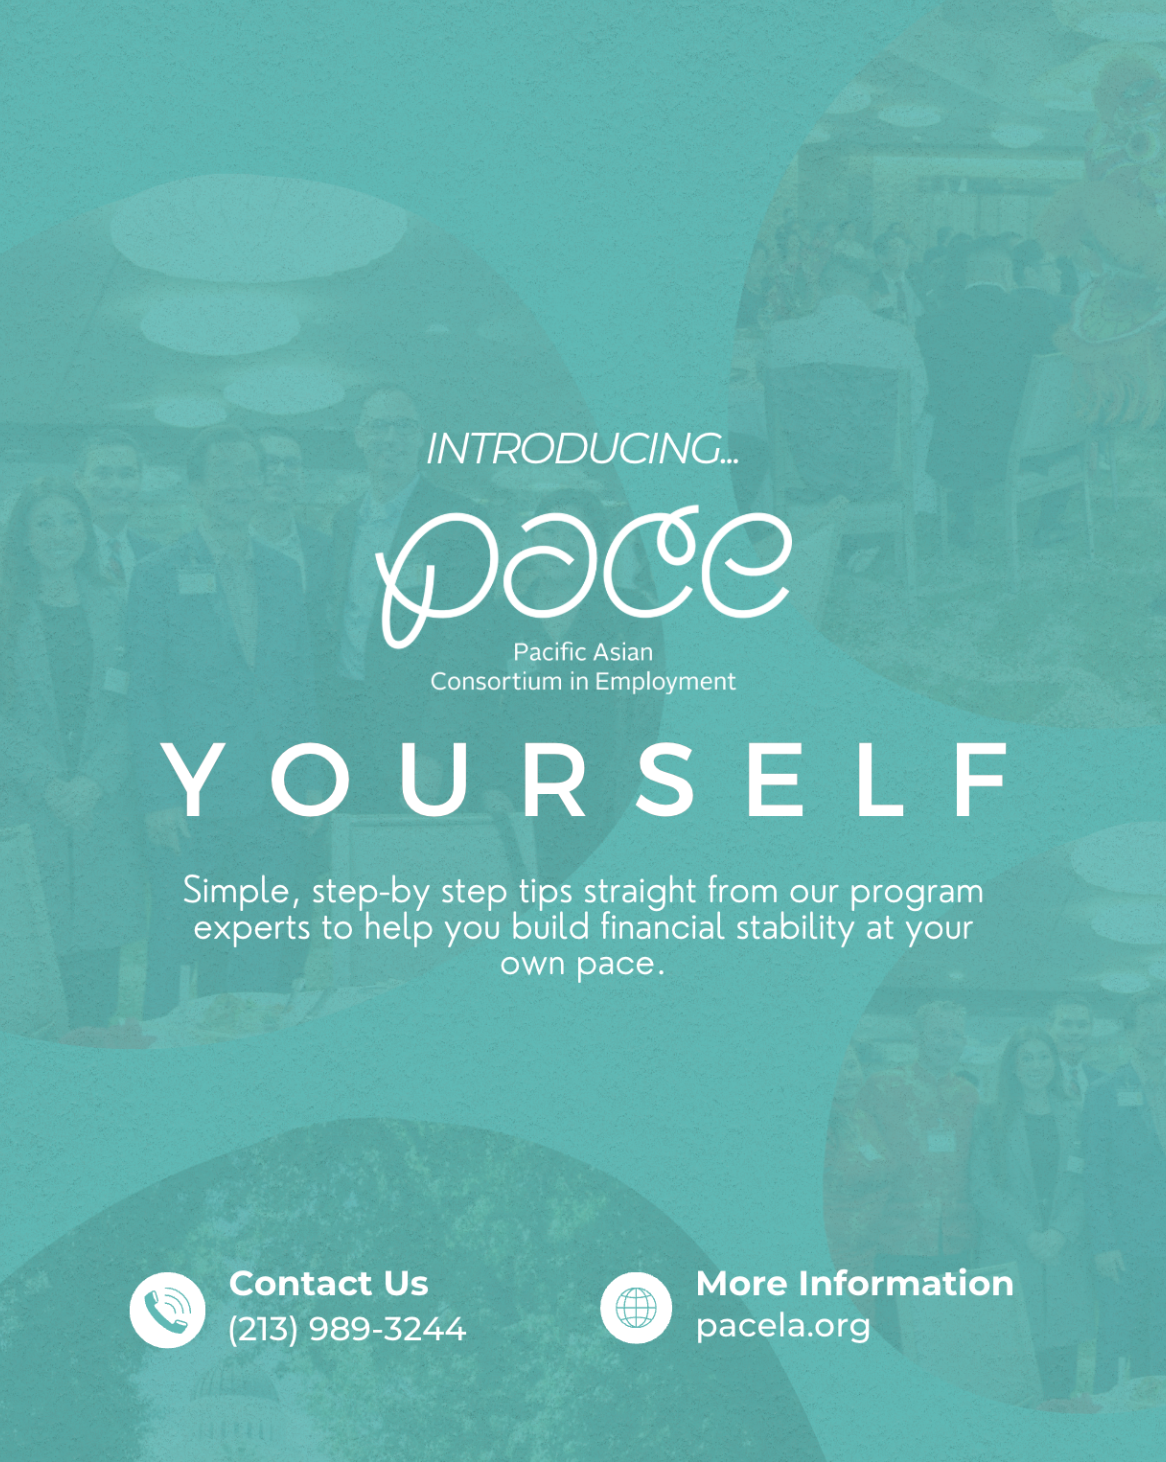 INTRODUCING...
pace
Pacific Asian
Consortium in Employment
YOURSELF
Simple, step-by step tips straight from our program
experts to help you build financial stability at your
own pace.
Contact Us
(213) 989-3244
More Information
pacela.org